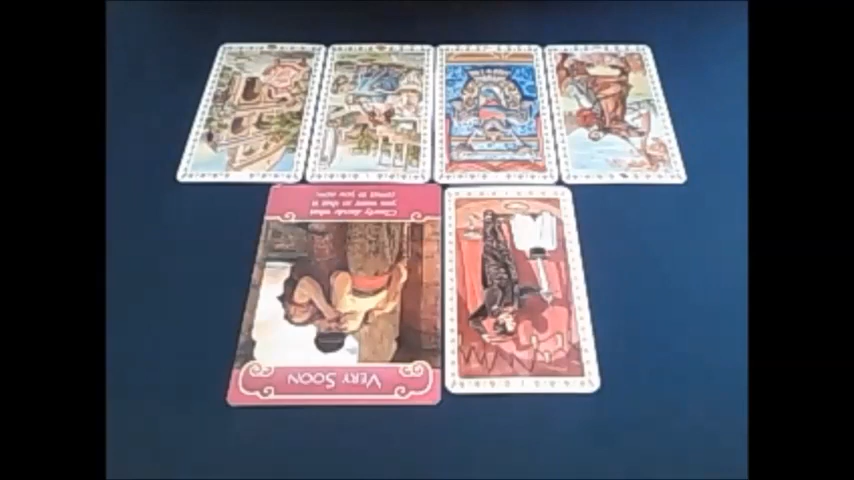 VERY SOON
Clearly decide what
you want so that it
comes to you now.